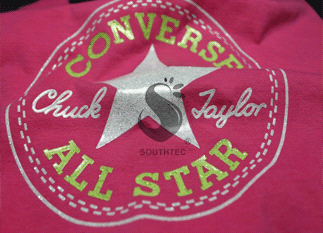 CONVERSE
Chuck Taylor
SOUTHTEC
ALL STAR